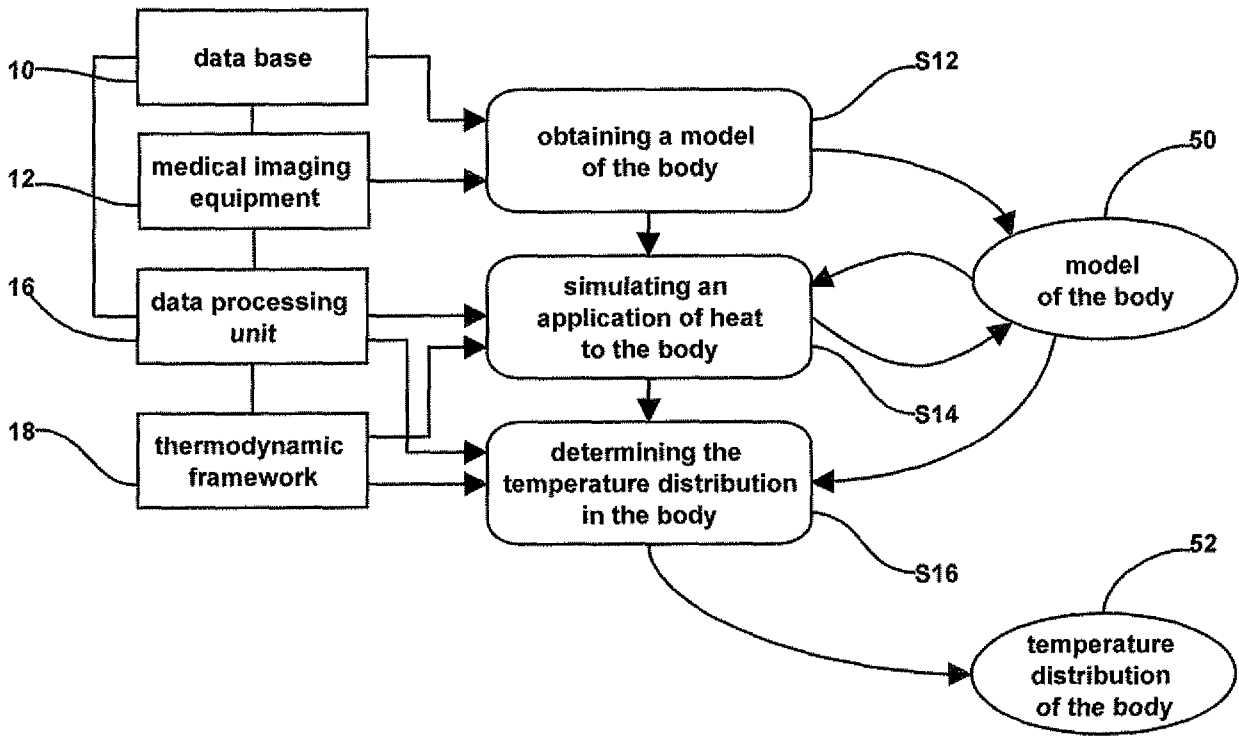 data base
10
S12
obtaining a model
of the body
medical imaging
equipment
12
50
model
of the body
16
data processing
unit
simulating an
application of heat
to the body
S14
18
thermodynamic
framework
determining the
temperature distribution
in the body
S16
52
temperature
distribution
of the body